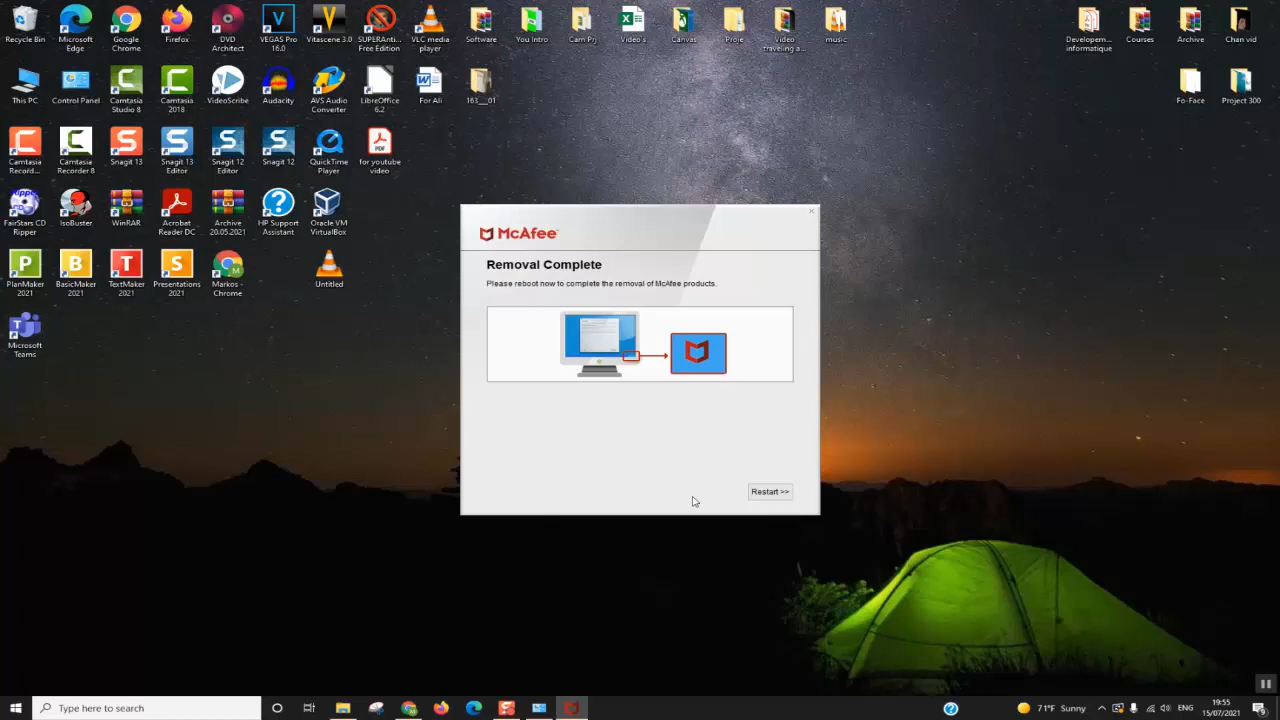 Recycle Bin
Microsoft
Edge
Google
Chrome
Firefox
DVD
Architect
VEGAS Pro
16.0
Vitascene 3.0
SUPERAnti...
Free Edition
VLC media
player
Software
You Intro
Cam Prj
Video's
Canvas
Proje
Video
traveling a...
music
Developem...
informatique
Courses
Archive
Chan vid
This PC
Control Panel
Camtasia
Studio 8
Camtasia
2018
VideoScribe
Audacity
AVS Audio
Converter
LibreOffice
6.2
For Ali
163___01
Fo-Face
Project 300
Camtasia
Record...
Camtasia
Recorder 8
Snagit 13
Snagit 13
Editor
Snagit 12
Editor
Snagit 12
QuickTime
Player
for youtube
video
FairStars CD
Ripper
IsoBuster
WinRAR
Acrobat
Reader DC
Archive
20.05.2021
HP Support
Assistant
Oracle VM
VirtualBox
PlanMaker
2021
BasicMaker
2021
TextMaker
2021
Presentations
2021
Markos -
Chrome
Untitled
Microsoft
Teams
McAfee
Removal Complete
Please reboot now to complete the removal of McAfee products.
Restart >>
Type here to search
71°F Sunny
ENG
19:55
15/07/2021